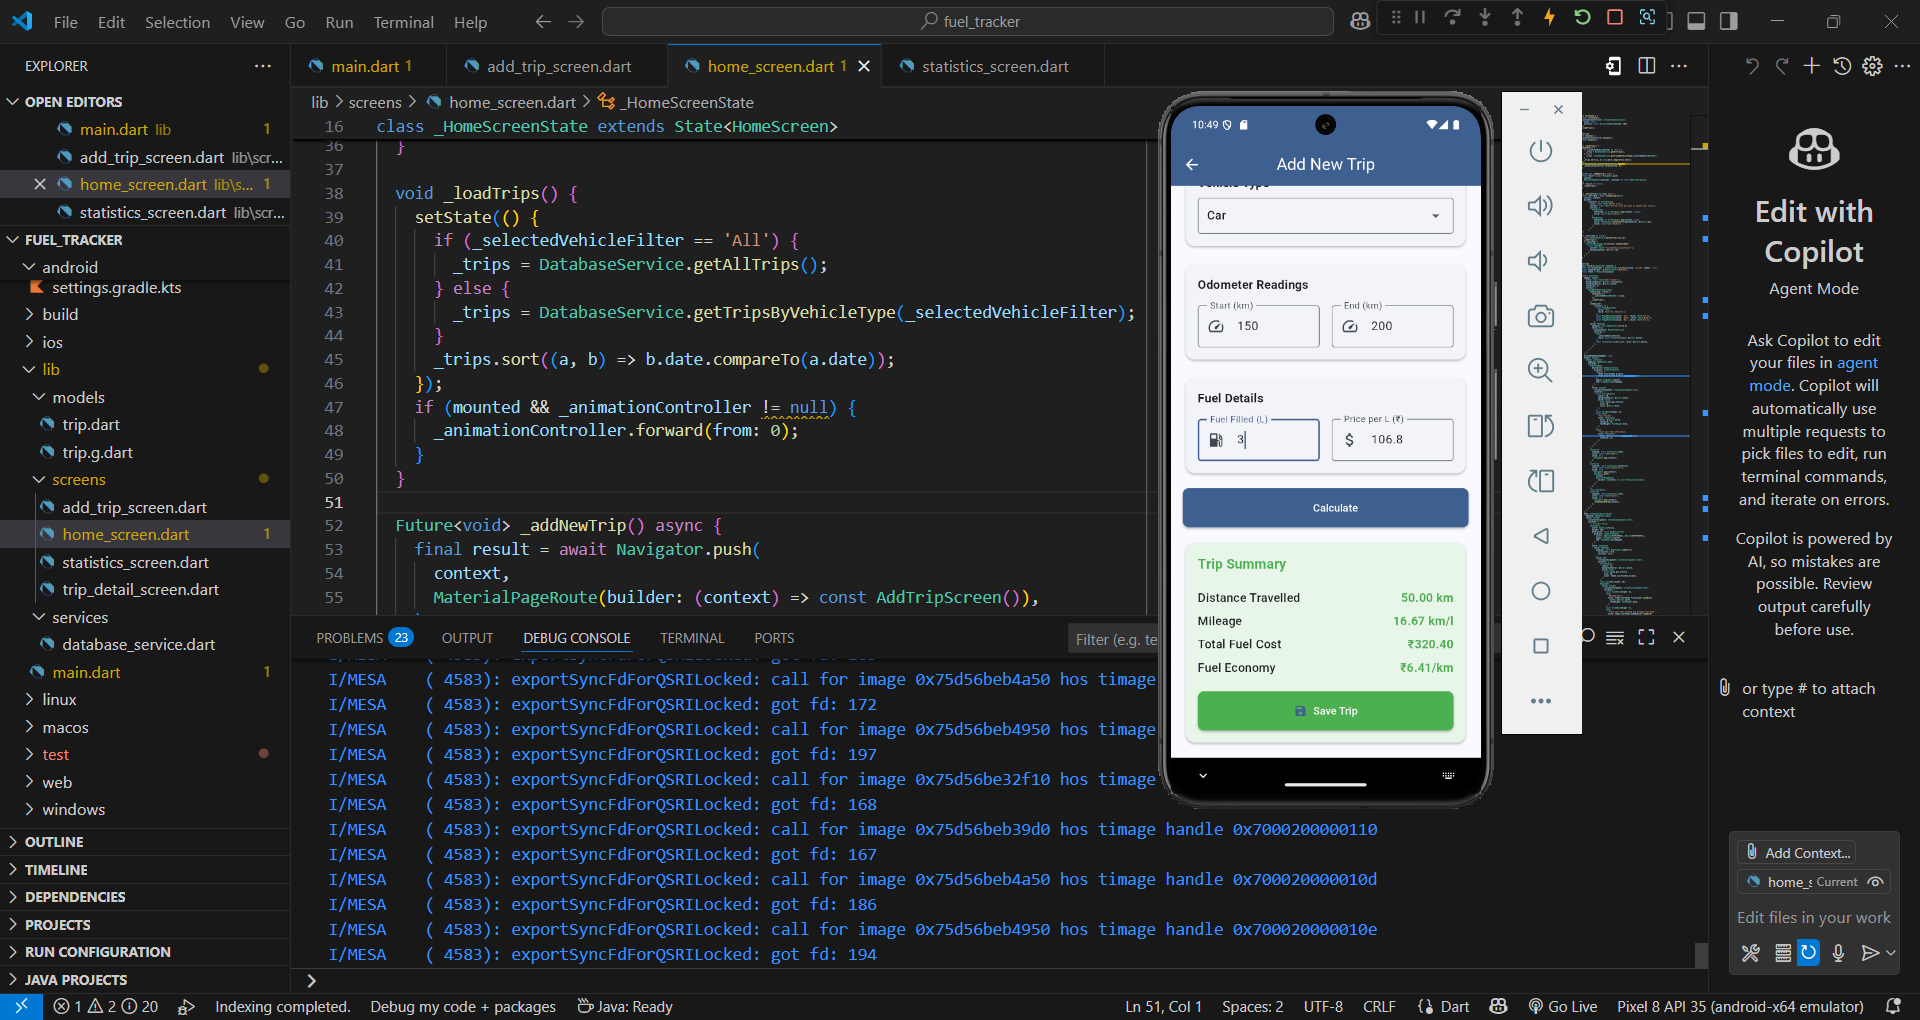 File Edit Selection View Go Run Terminal Help
fuel_tracker
EXPLORER
OPEN EDITORS
main.dart lib 1
add_trip_screen.dart lib\scr...
home_screen.dart lib\s... 1
statistics_screen.dart lib\scr...
FUEL_TRACKER
android
settings.gradle.kts
build
ios
lib
models
trip.dart
trip.g.dart
screens
add_trip_screen.dart
home_screen.dart 1
statistics_screen.dart
trip_detail_screen.dart
services
database_service.dart
main.dart 1
linux
macos
test
web
windows
OUTLINE
TIMELINE
DEPENDENCIES
PROJECTS
RUN CONFIGURATION
JAVA PROJECTS
main.dart 1
add_trip_screen.dart
home_screen.dart 1
statistics_screen.dart
lib > screens > home_screen.dart > _HomeScreenState
16 class _HomeScreenState extends State<HomeScreen>
36 }
37
38 void _loadTrips() {
39 setState(() {
40 if (_selectedVehicleFilter == 'All') {
41 _trips = DatabaseService.getAllTrips();
42 } else {
43 _trips = DatabaseService.getTripsByVehicleType(_selectedVehicleFilter);
44 }
45 _trips.sort((a, b) => b.date.compareTo(a.date));
46 });
47 if (mounted && _animationController != null) {
48 _animationController.forward(from: 0);
49 }
50 }
51
52 Future<void> _addNewTrip() async {
53 final result = await Navigator.push(
54 context,
55 MaterialPageRoute(builder: (context) => const AddTripScreen()),
PROBLEMS 23 OUTPUT DEBUG CONSOLE TERMINAL PORTS
Filter (e.g. te
I/MESA ( 4583): exportSyncFdForQSRILocked: call for image 0x75d56beb4a50 hos timage
I/MESA ( 4583): exportSyncFdForQSRILocked: got fd: 172
I/MESA ( 4583): exportSyncFdForQSRILocked: call for image 0x75d56beb4950 hos timage
I/MESA ( 4583): exportSyncFdForQSRILocked: got fd: 197
I/MESA ( 4583): exportSyncFdForQSRILocked: call for image 0x75d56be32f10 hos timage
I/MESA ( 4583): exportSyncFdForQSRILocked: got fd: 168
I/MESA ( 4583): exportSyncFdForQSRILocked: call for image 0x75d56beb39d0 hos timage handle 0x7000200000110
I/MESA ( 4583): exportSyncFdForQSRILocked: got fd: 167
I/MESA ( 4583): exportSyncFdForQSRILocked: call for image 0x75d56beb4a50 hos timage handle 0x700020000010d
I/MESA ( 4583): exportSyncFdForQSRILocked: got fd: 186
I/MESA ( 4583): exportSyncFdForQSRILocked: call for image 0x75d56beb4950 hos timage handle 0x700020000010e
I/MESA ( 4583): exportSyncFdForQSRILocked: got fd: 194
10:49
Add New Trip
Vehicle Type
Car
Odometer Readings
Start (km) End (km)
150 200
Fuel Details
Fuel Filled (L) Price per L (₹)
3 $ 106.8
Calculate
Trip Summary
Distance Travelled 50.00 km
Mileage 16.67 km/l
Total Fuel Cost ₹320.40
Fuel Economy ₹6.41/km
Save Trip
Edit with
Copilot
Agent Mode
Ask Copilot to edit
your files in agent
mode. Copilot will
automatically use
multiple requests to
pick files to edit, run
terminal commands,
and iterate on errors.
Copilot is powered by
AI, so mistakes are
possible. Review
output carefully
before use.
or type # to attach
context
Add Context...
home_s Current
Edit files in your work
1 2 20 Indexing completed. Debug my code + packages Java: Ready
Ln 51, Col 1 Spaces: 2 UTF-8 CRLF Dart Go Live Pixel 8 API 35 (android-x64 emulator)